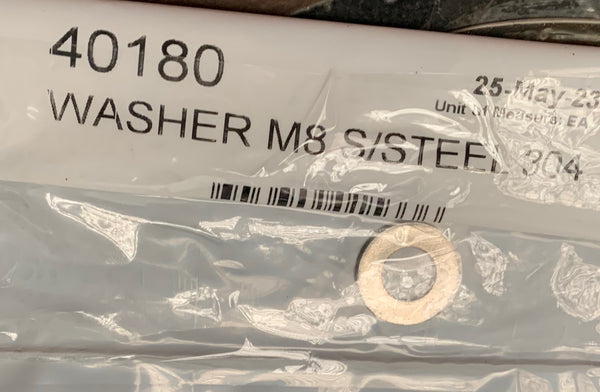 40180
25-May-23
Unit of Measure: EA
WASHER M8 S/STEEL 304